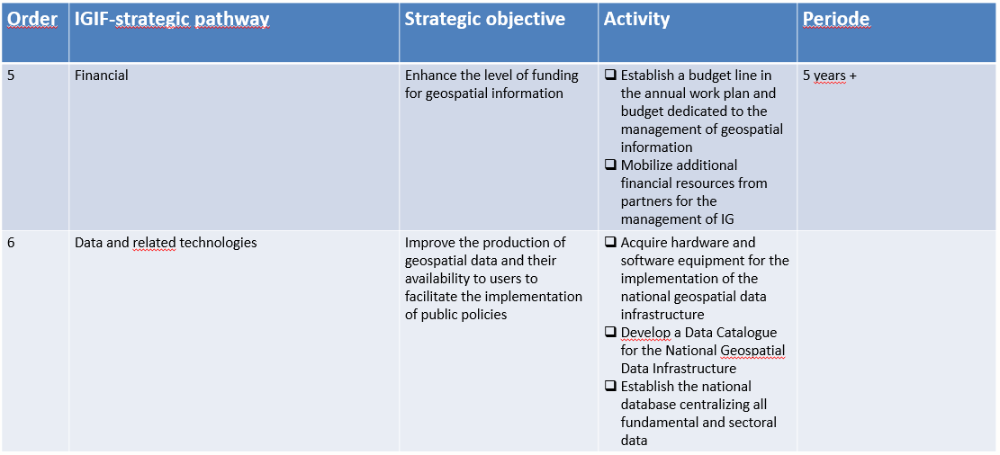 Order IGIF-strategic pathway Strategic objective Activity Periode
5 Financial
Enhance the level of funding
for geospatial information
❑ Establish a budget line in
the annual work plan and
budget dedicated to the
management of geospatial
information
❑ Mobilize additional
financial resources from
partners for the
management of IG
5 years +
6 Data and related technologies
Improve the production of
geospatial data and their
availability to users to
facilitate the implementation
of public policies
❑ Acquire hardware and
software equipment for the
implementation of the
national geospatial data
infrastructure
❑ Develop a Data Catalogue
for the National Geospatial
Data Infrastructure
❑ Establish the national
database centralizing all
fundamental and sectoral
data